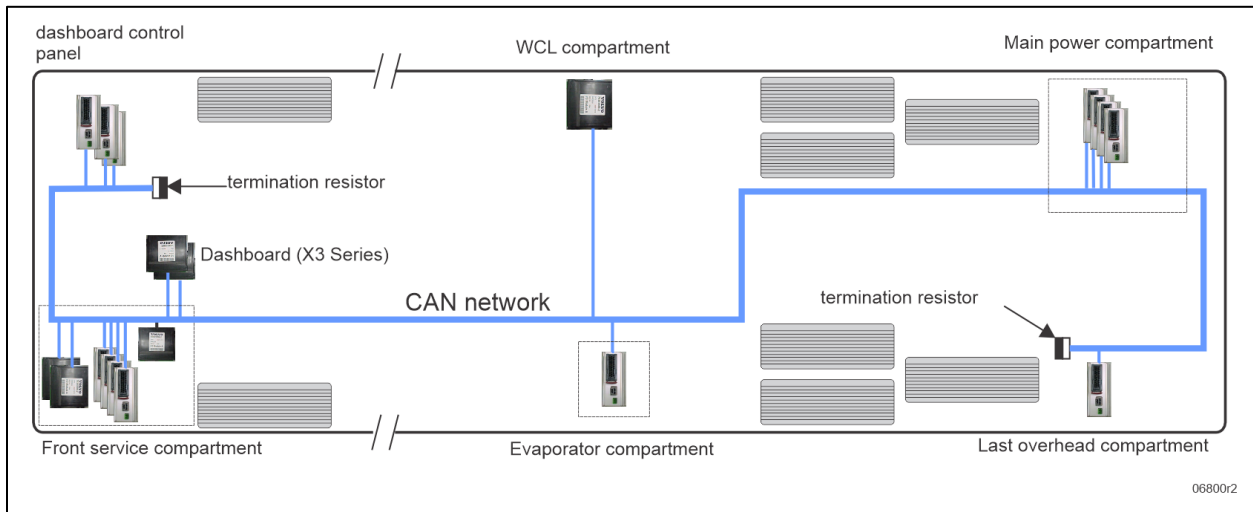 dashboard control
panel
WCL compartment
Main power compartment
termination resistor
Dashboard (X3 Series)
CAN network
termination resistor
Front service compartment
Evaporator compartment
Last overhead compartment
06800r2